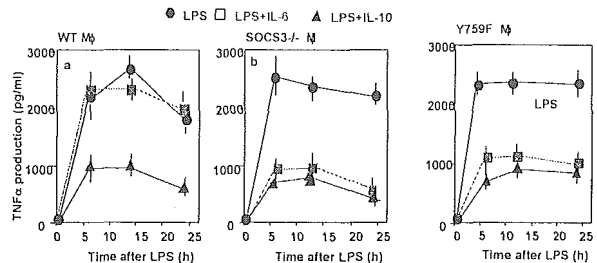 LPS LPS+IL-6 LPS+IL-10
WT Mϕ
SOCS3-/- M
Y759F Mϕ
a
b
LPS
TNFα production (pg/ml)
3000
2000
1000
0
0 5 10 15 20 25
Time after LPS (h)
3000
2000
1000
0
0 5 10 15 20 25
Time after LPS (h)
3000
2000
1000
0
0 5 10 15 20 25
Time after LPS (h)